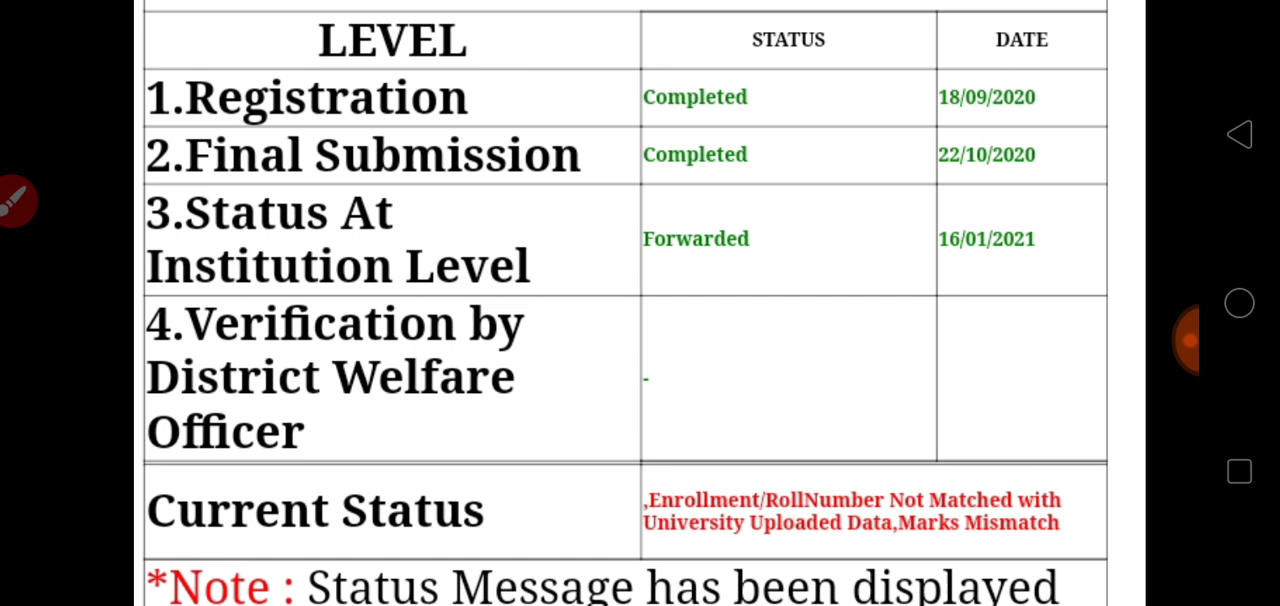 LEVEL STATUS DATE
1.Registration Completed 18/09/2020
2.Final Submission Completed 22/10/2020
3.Status At
Institution Level Forwarded 16/01/2021
4.Verification by
District Welfare
Officer -
Current Status ,Enrollment/RollNumber Not Matched with
University Uploaded Data,Marks Mismatch
*Note : Status Message has been displayed